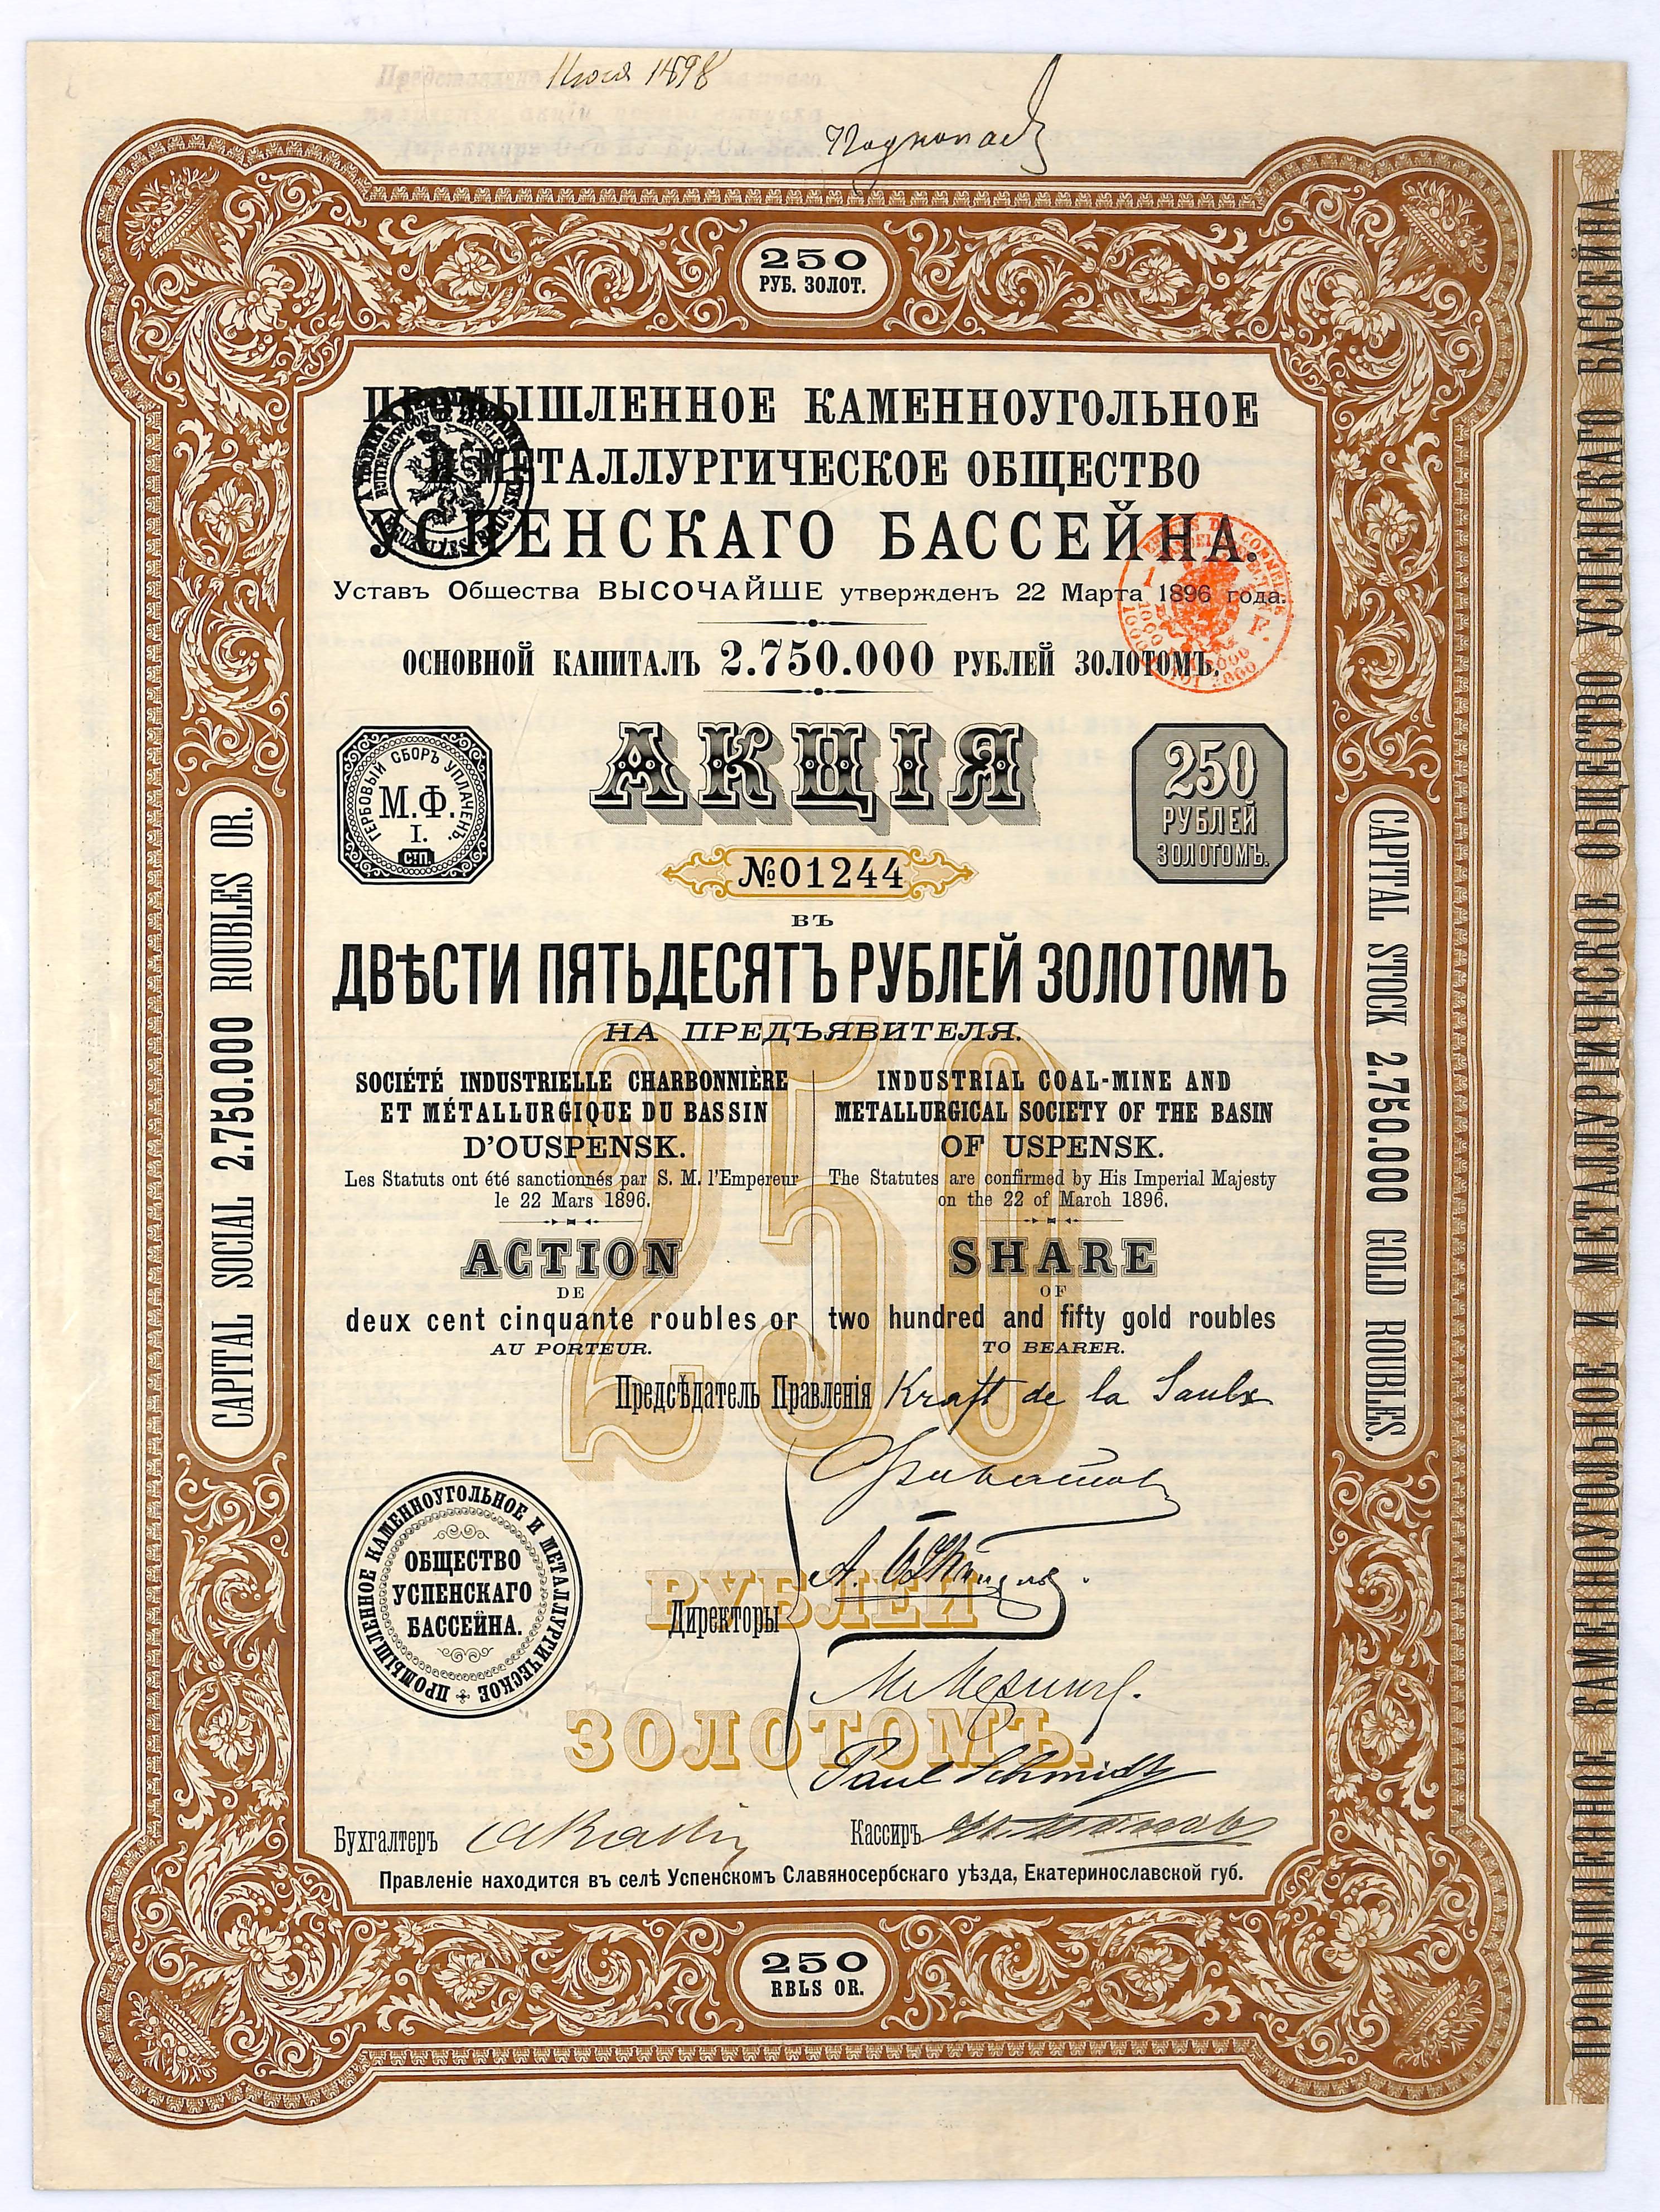 Июля 1898
250
РУБ. ЗОЛОТ.
ПРОМЫШЛЕННОЕ КАМЕННОУГОЛЬНОЕ
И МЕТАЛЛУРГИЧЕСКОЕ ОБЩЕСТВО
УСПЕНСКАГО БАССЕЙНА.
Уставъ Общества ВЫСОЧАЙШЕ утвержденъ 22 Марта 1896 года.
ОСНОВНОЙ КАПИТАЛЪ 2.750.000 РУБЛЕЙ ЗОЛОТОМЪ.
ГЕРБОВЫЙ СБОРЪ УПЛАЧЕНЪ.
М.Ф.
I.
С!П.
АКЦІЯ
250
РУБЛЕЙ
ЗОЛОТОМЪ.
№01244
ВЪ
ДВѢСТИ ПЯТЬДЕСЯТЪ РУБЛЕЙ ЗОЛОТОМЪ
НА ПРЕДЪЯВИТЕЛЯ.
SOCIÉTÉ INDUSTRIELLE CHARBONNIÈRE
ET MÉTALLURGIQUE DU BASSIN
D'OUSPENSK.
Les Statuts ont été sanctionnés par S. M. l'Empereur
le 22 Mars 1896.
ACTION
DE
deux cent cinquante roubles or
AU PORTEUR.
INDUSTRIAL COAL-MINE AND
METALLURGICAL SOCIETY OF THE BASIN
OF USPENSK.
The Statutes are confirmed by His Imperial Majesty
on the 22 of March 1896.
SHARE
OF
two hundred and fifty gold roubles
TO BEARER.
250
РУБЛЕЙ
ЗОЛОТОМЪ.
Предсѣдатель Правленія Kraft de la Saulx
Директоры
Paul Schmidt
ПРОМЫШЛЕННОЕ КАМЕННОУГОЛЬНОЕ И МЕТАЛЛУРГИЧЕСКОЕ
ОБЩЕСТВО
УСПЕНСКАГО
БАССЕЙНА.
Бухгалтеръ
Кассиръ
Правленіе находится въ селѣ Успенскомъ Славяносербскаго уѣзда, Екатеринославской губ.
250
RBLS OR.
CAPITAL SOCIAL 2.750.000 ROUBLES OR.
CAPITAL STOCK 2.750.000 GOLD ROUBLES.
ПРОМЫШЛЕННОЕ КАМЕННОУГОЛЬНОЕ И МЕТАЛЛУРГИЧЕСКОЕ ОБЩЕСТВО УСПЕНСКАГО БАССЕЙНА.